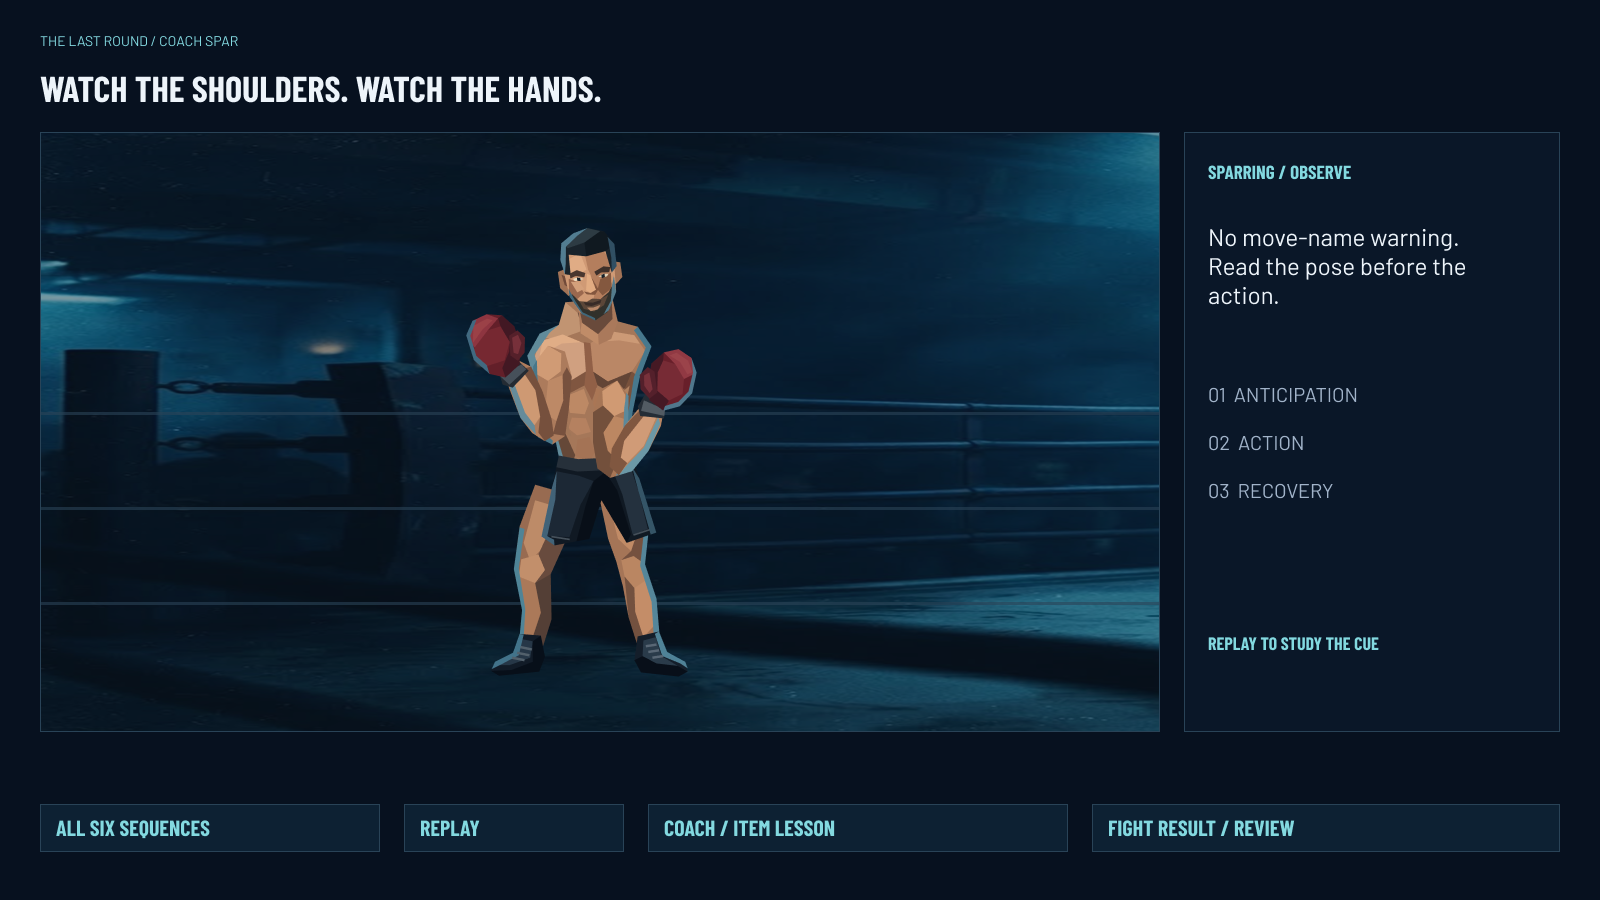 THE LAST ROUND / COACH SPAR
WATCH THE SHOULDERS. WATCH THE HANDS.
SPARRING / OBSERVE
No move-name warning.
Read the pose before the
action.
01 ANTICIPATION
02 ACTION
03 RECOVERY
REPLAY TO STUDY THE CUE
ALL SIX SEQUENCES
REPLAY
COACH / ITEM LESSON
FIGHT RESULT / REVIEW